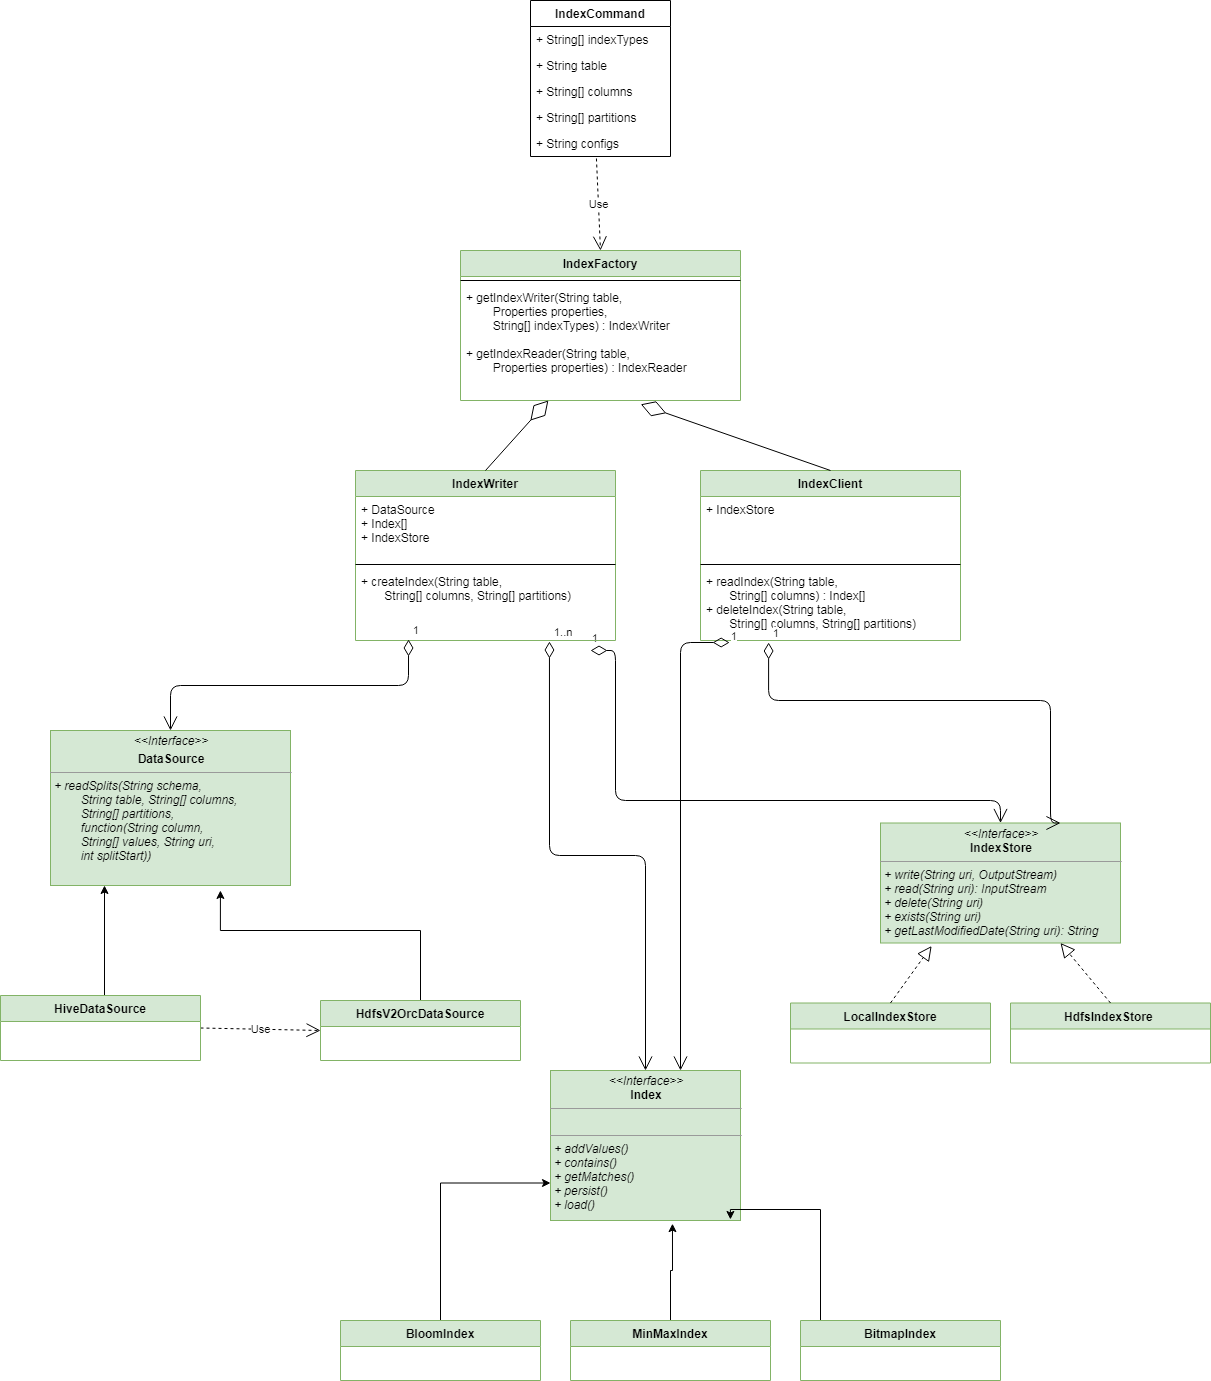 IndexCommand
+ String[] indexTypes
+ String table
+ String[] columns
+ String[] partitions
+ String configs
Use
IndexFactory
+ getIndexWriter(String table,
Properties properties,
String[] indexTypes) : IndexWriter
+ getIndexReader(String table,
Properties properties) : IndexReader
IndexWriter
+ DataSource
+ Index[]
+ IndexStore
+ createIndex(String table,
String[] columns, String[] partitions)
1
1..n
1
IndexClient
+ IndexStore
+ readIndex(String table,
String[] columns) : Index[]
+ deleteIndex(String table,
String[] columns, String[] partitions)
1
1
<<Interface>>
DataSource
+ readSplits(String schema,
String table, String[] columns,
String[] partitions,
function(String column,
String[] values, String uri,
int splitStart))
<<Interface>>
IndexStore
+ write(String uri, OutputStream)
+ read(String uri): InputStream
+ delete(String uri)
+ exists(String uri)
+ getLastModifiedDate(String uri): String
HiveDataSource
Use
HdfsV2OrcDataSource
LocalIndexStore
HdfsIndexStore
<<Interface>>
Index
+ addValues()
+ contains()
+ getMatches()
+ persist()
+ load()
BloomIndex
MinMaxIndex
BitmapIndex